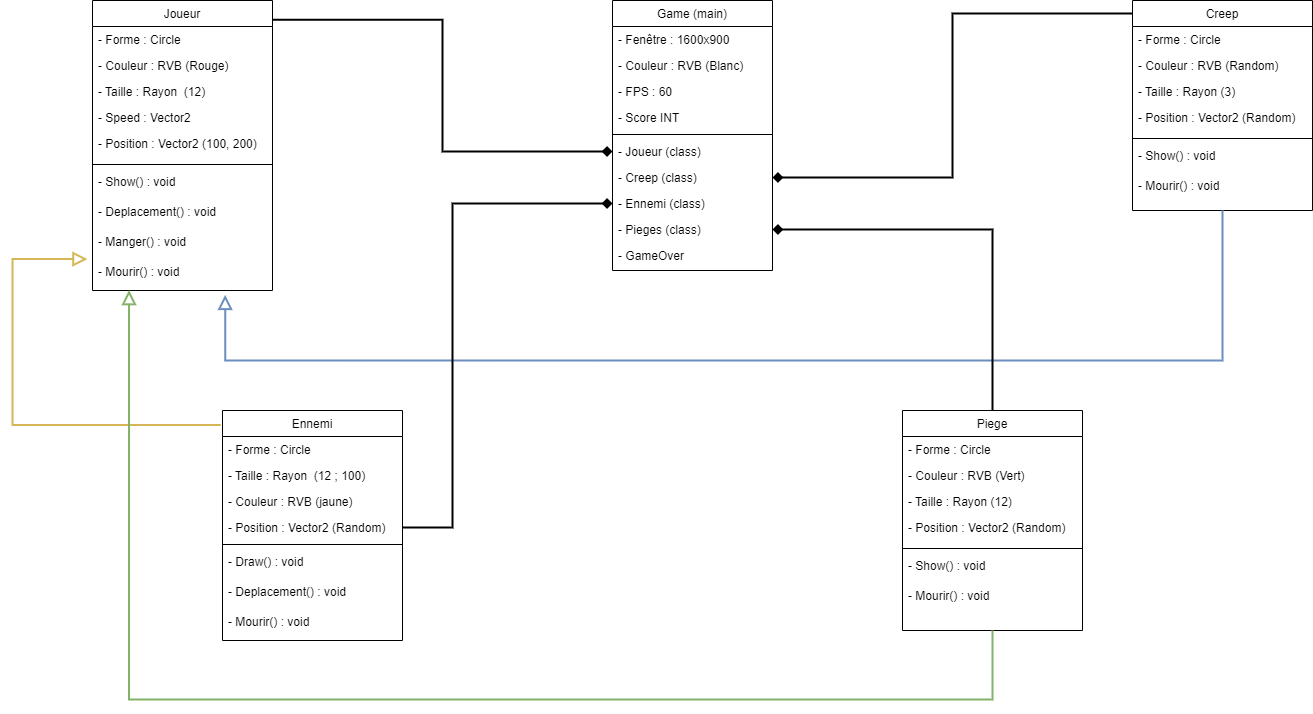 Joueur
- Forme : Circle
- Couleur : RVB (Rouge)
- Taille : Rayon  (12)
- Speed : Vector2
- Position : Vector2 (100, 200)
- Show() : void
- Deplacement() : void
- Manger() : void
- Mourir() : void
Game (main)
- Fenêtre : 1600x900
- Couleur : RVB (Blanc)
- FPS : 60
- Score INT
- Joueur (class)
- Creep (class)
- Ennemi (class)
- Pieges (class)
- GameOver
Creep
- Forme : Circle
- Couleur : RVB (Random)
- Taille : Rayon (3)
- Position : Vector2 (Random)
- Show() : void
- Mourir() : void
Ennemi
- Forme : Circle
- Taille : Rayon  (12 ; 100)
- Couleur : RVB (jaune)
- Position : Vector2 (Random)
- Draw() : void
- Deplacement() : void
- Mourir() : void
Piege
- Forme : Circle
- Couleur : RVB (Vert)
- Taille : Rayon (12)
- Position : Vector2 (Random)
- Show() : void
- Mourir() : void